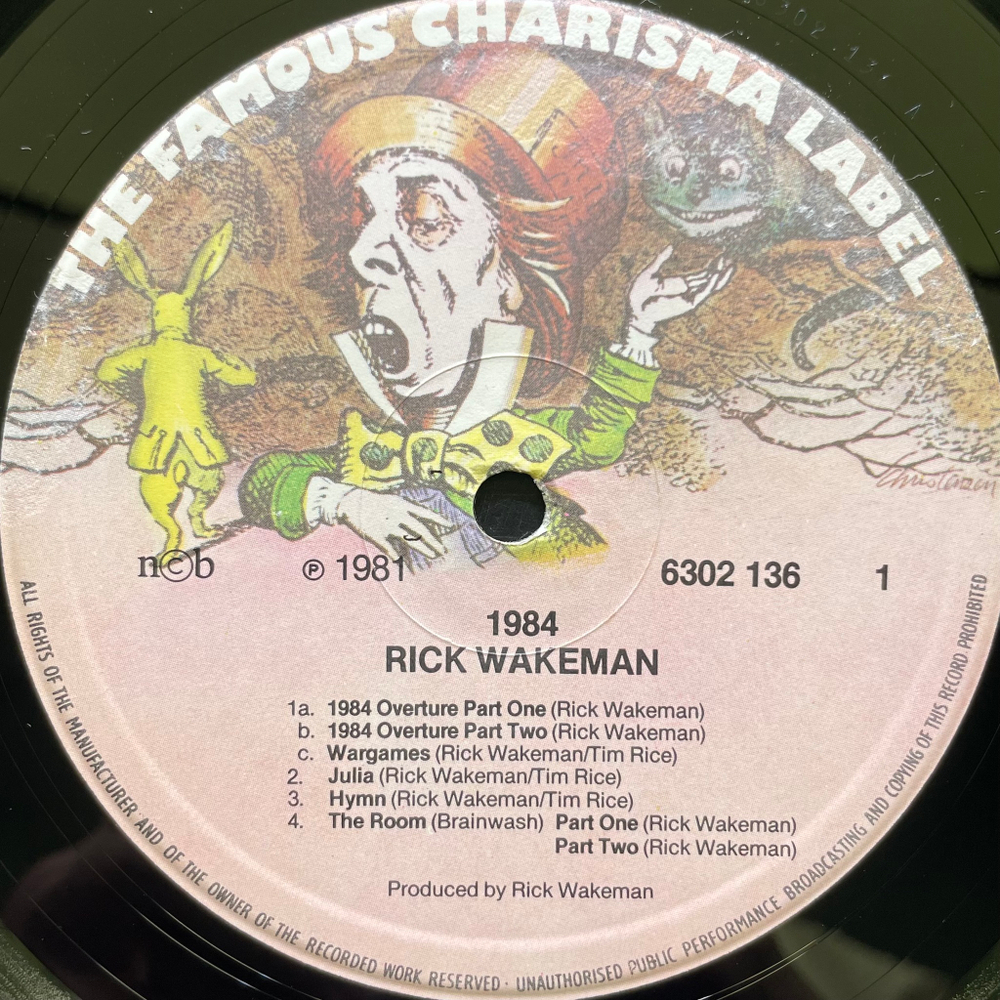 THE FAMOUS CHARISMA LABEL
Christensen
n©b
℗ 1981
6302 136
1
1984
RICK WAKEMAN
1a. 1984 Overture Part One (Rick Wakeman)
b. 1984 Overture Part Two (Rick Wakeman)
c. Wargames (Rick Wakeman/Tim Rice)
2. Julia (Rick Wakeman/Tim Rice)
3. Hymn (Rick Wakeman/Tim Rice)
4. The Room (Brainwash) Part One (Rick Wakeman)
Part Two (Rick Wakeman)
Produced by Rick Wakeman
ALL RIGHTS OF THE MANUFACTURER AND OF THE OWNER OF THE RECORDED WORK RESERVED · UNAUTHORISED PUBLIC PERFORMANCE BROADCASTING AND COPYING OF THIS RECORD PROHIBITED